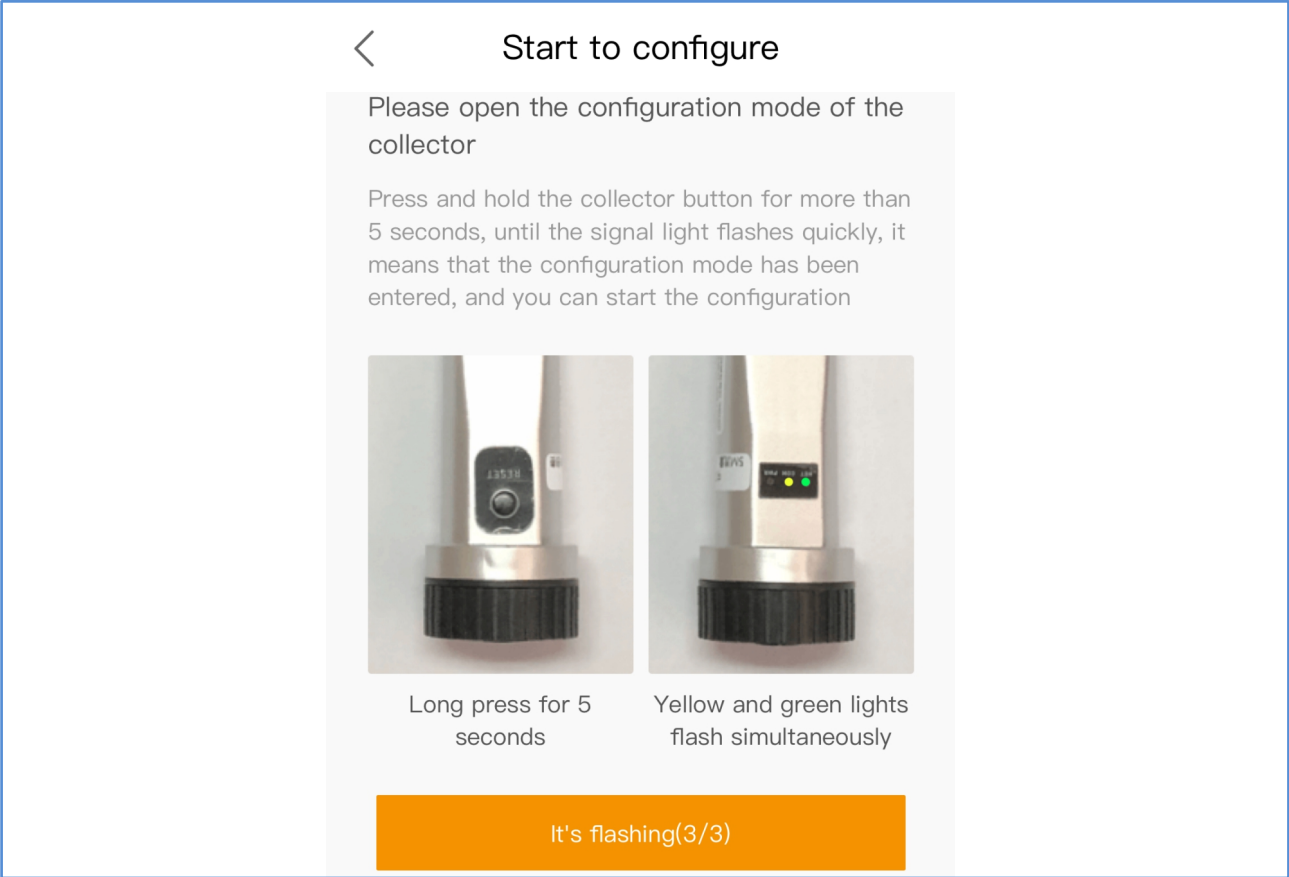 Start to configure
Please open the configuration mode of the
collector
Press and hold the collector button for more than
5 seconds, until the signal light flashes quickly, it
means that the configuration mode has been
entered, and you can start the configuration
RESET
PWR COM
Long press for 5
seconds
Yellow and green lights
flash simultaneously
It's flashing(3/3)